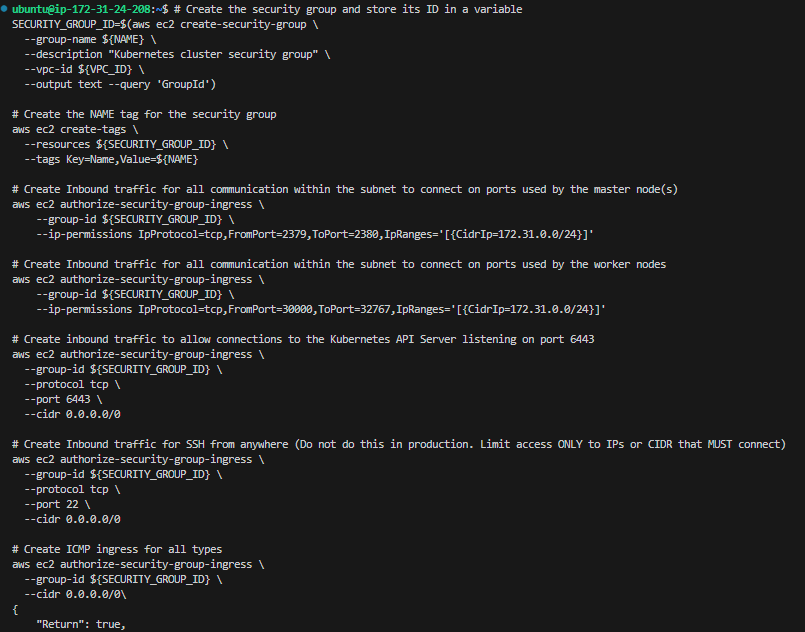 ubuntu@ip-172-31-24-208:~$ # Create the security group and store its ID in a variable
SECURITY_GROUP_ID=$(aws ec2 create-security-group \
  --group-name ${NAME} \
  --description "Kubernetes cluster security group" \
  --vpc-id ${VPC_ID} \
  --output text --query 'GroupId')

# Create the NAME tag for the security group
aws ec2 create-tags \
  --resources ${SECURITY_GROUP_ID} \
  --tags Key=Name,Value=${NAME}

# Create Inbound traffic for all communication within the subnet to connect on ports used by the master node(s)
aws ec2 authorize-security-group-ingress \
    --group-id ${SECURITY_GROUP_ID} \
    --ip-permissions IpProtocol=tcp,FromPort=2379,ToPort=2380,IpRanges='[{CidrIp=172.31.0.0/24}]'

# Create Inbound traffic for all communication within the subnet to connect on ports used by the worker nodes
aws ec2 authorize-security-group-ingress \
    --group-id ${SECURITY_GROUP_ID} \
    --ip-permissions IpProtocol=tcp,FromPort=30000,ToPort=32767,IpRanges='[{CidrIp=172.31.0.0/24}]'

# Create inbound traffic to allow connections to the Kubernetes API Server listening on port 6443
aws ec2 authorize-security-group-ingress \
  --group-id ${SECURITY_GROUP_ID} \
  --protocol tcp \
  --port 6443 \
  --cidr 0.0.0.0/0

# Create Inbound traffic for SSH from anywhere (Do not do this in production. Limit access ONLY to IPs or CIDR that MUST connect)
aws ec2 authorize-security-group-ingress \
  --group-id ${SECURITY_GROUP_ID} \
  --protocol tcp \
  --port 22 \
  --cidr 0.0.0.0/0

# Create ICMP ingress for all types
aws ec2 authorize-security-group-ingress \
  --group-id ${SECURITY_GROUP_ID} \
  --cidr 0.0.0.0/0\
{
    "Return": true,